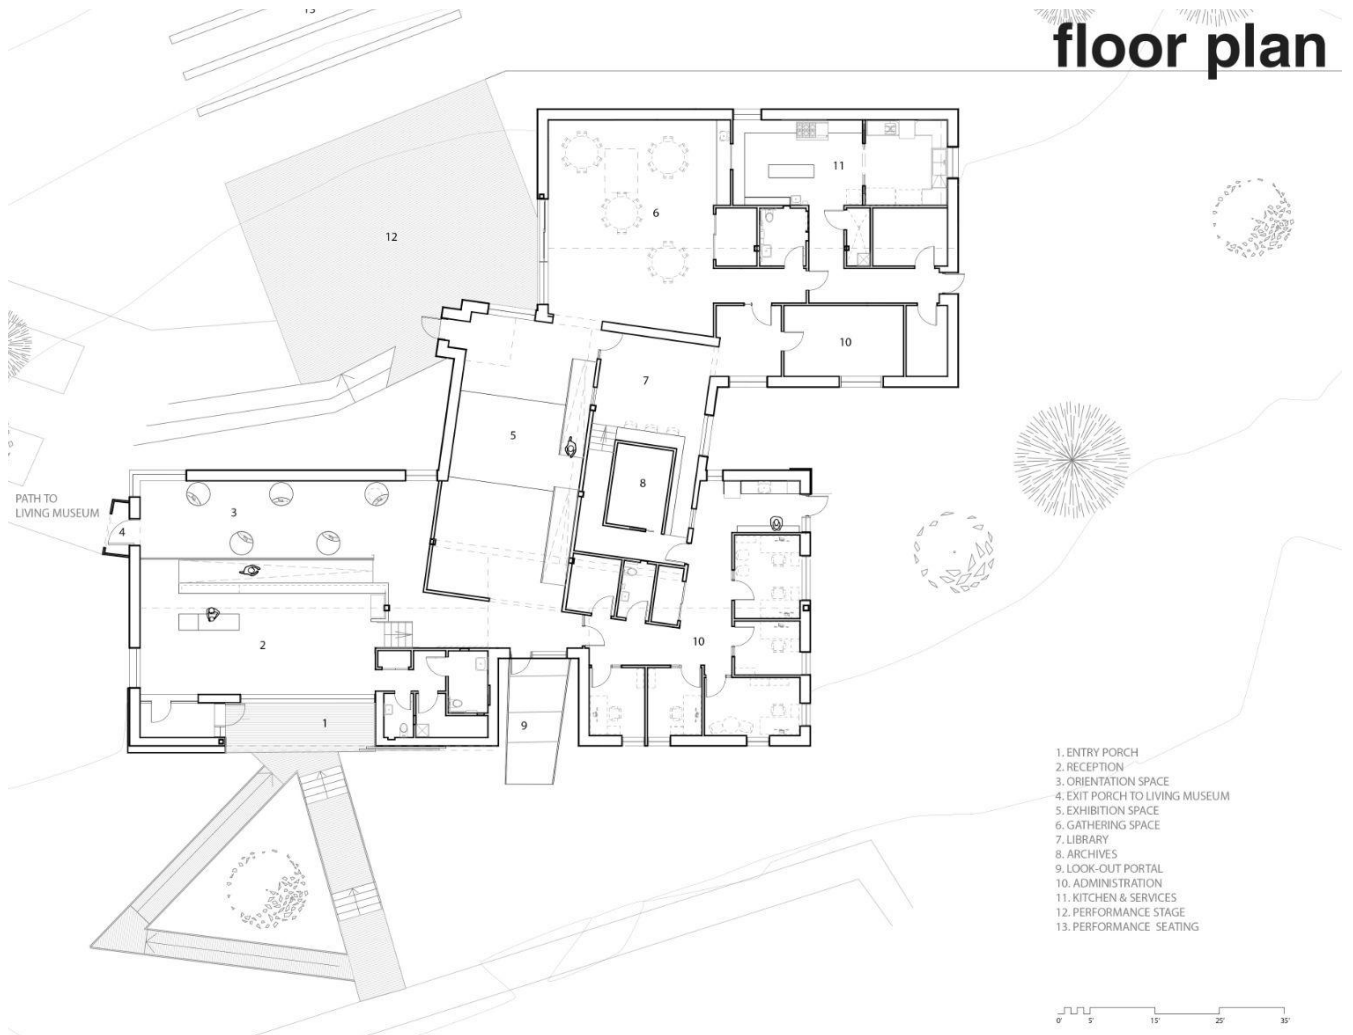 13
floor plan
11
6
12
10
7
5
8
PATH TO
LIVING MUSEUM
3
4
2
10
1
9
1. ENTRY PORCH
2. RECEPTION
3. ORIENTATION SPACE
4. EXIT PORCH TO LIVING MUSEUM
5. EXHIBITION SPACE
6. GATHERING SPACE
7. LIBRARY
8. ARCHIVES
9. LOOK-OUT PORTAL
10. ADMINISTRATION
11. KITCHEN & SERVICES
12. PERFORMANCE STAGE
13. PERFORMANCE SEATING
0' 5' 15' 25' 35'